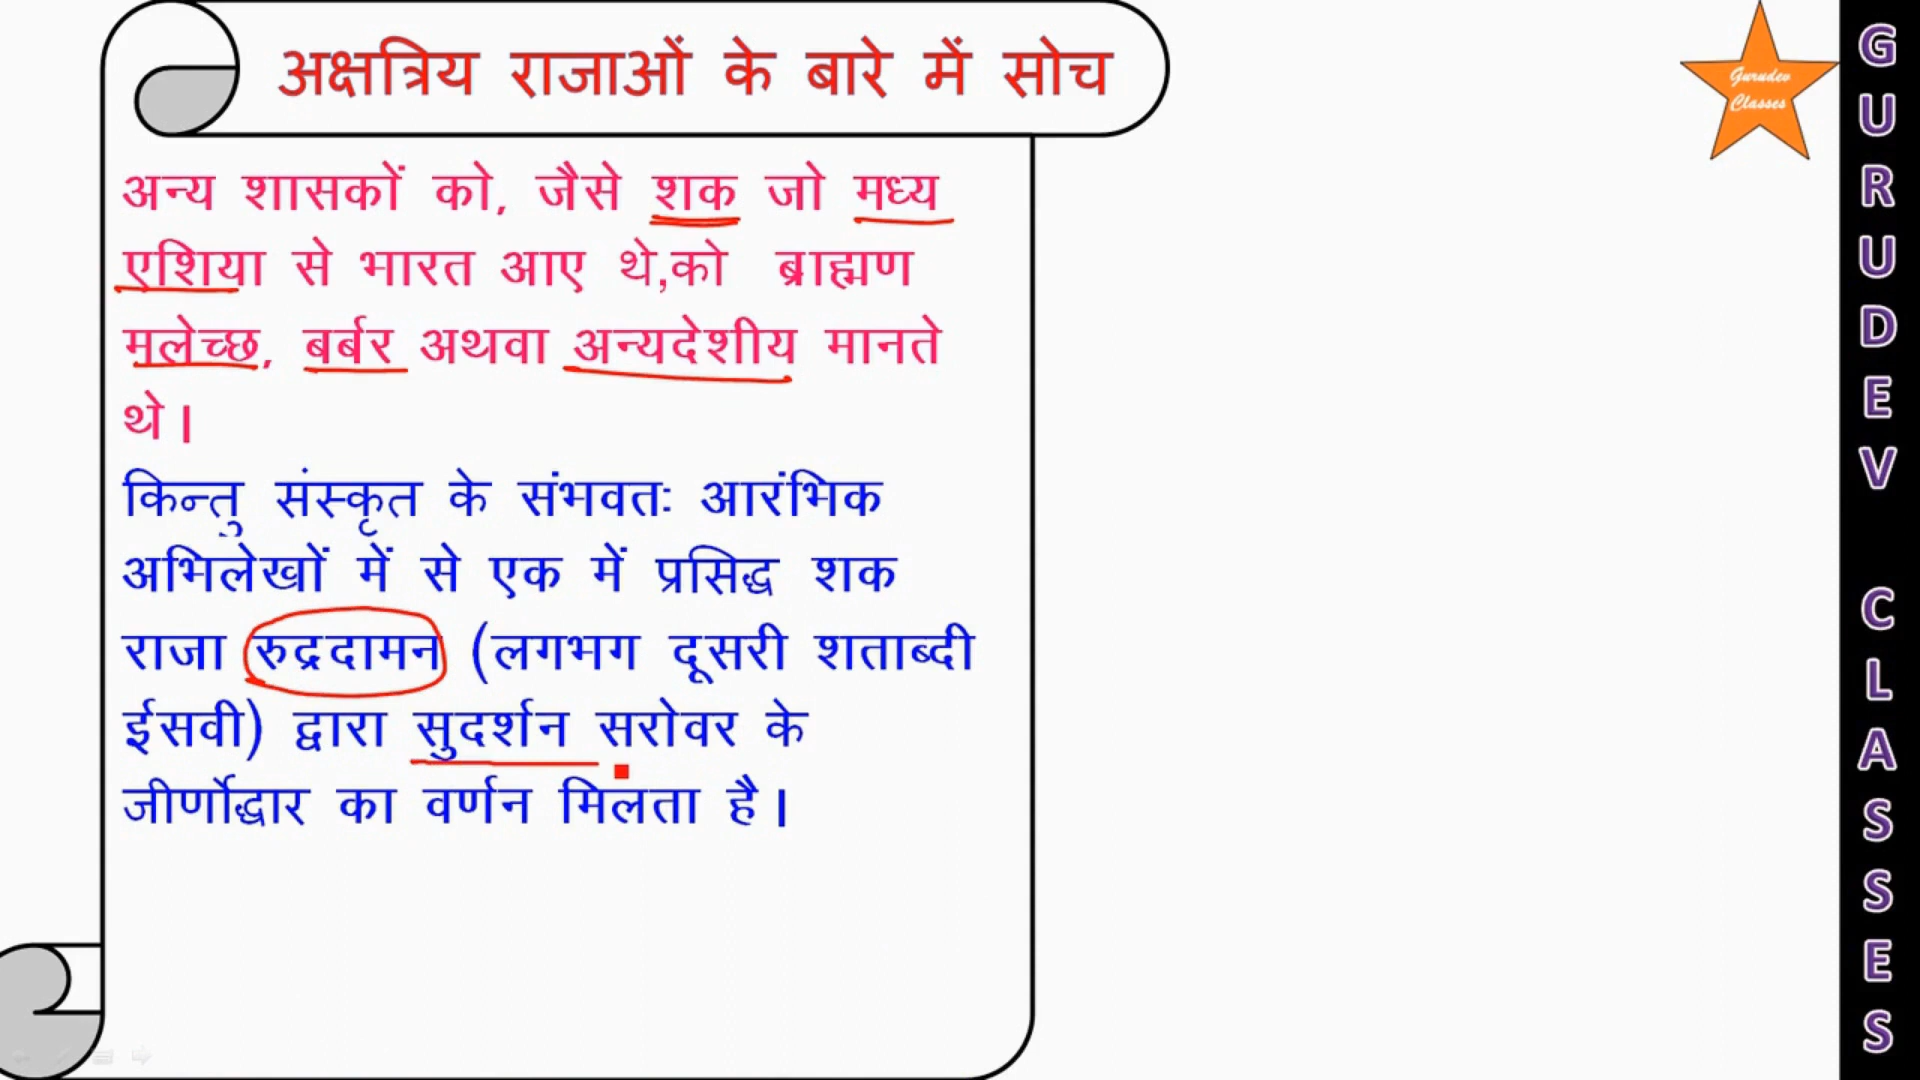 अक्षत्रिय राजाओं के बारे में सोच
अन्य शासकों को, जैसे शक जो मध्य
एशिया से भारत आए थे,को ब्राह्मण
मलेच्छ, बर्बर अथवा अन्यदेशीय मानते
थे।
किन्तु संस्कृत के संभवतः आरंभिक
अभिलेखों में से एक में प्रसिद्ध शक
राजा रुद्रदामन (लगभग दूसरी शताब्दी
ईसवी) द्वारा सुदर्शन सरोवर के
जीर्णोद्धार का वर्णन मिलता है।
Gurudev
Classes
GURUDEV CLASSES